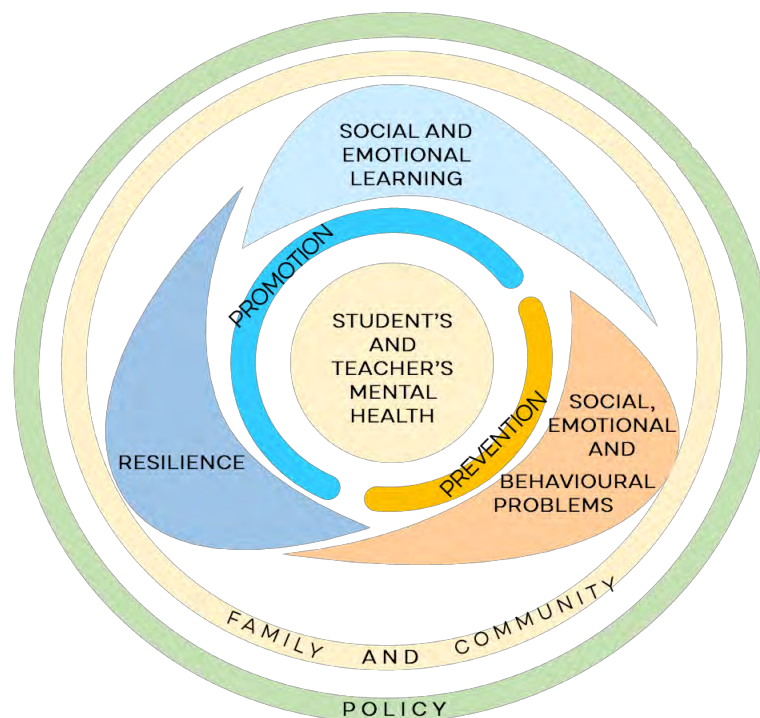 SOCIAL AND
EMOTIONAL
LEARNING
PROMOTION
STUDENT'S
AND
TEACHER'S
MENTAL
HEALTH
PREVENTION
SOCIAL,
EMOTIONAL
AND
BEHAVIOURAL
PROBLEMS
RESILIENCE
FAMILY AND COMMUNITY
POLICY